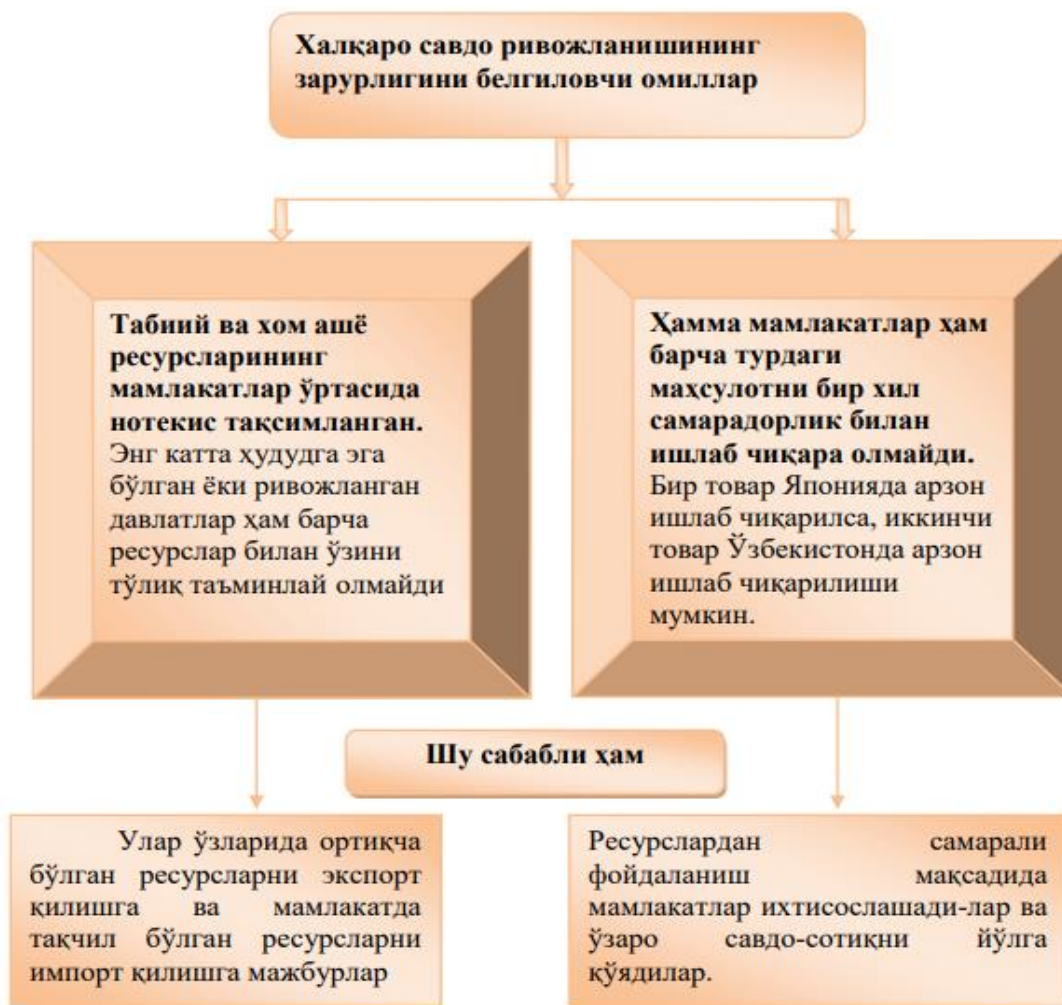 Халқаро савдо ривожланишининг
зарурлигини белгиловчи омиллар
Табиий ва хом ашё
ресурсларининг
мамлакатлар ўртасида
нотекис тақсимланган.
Энг катта ҳудудга эга
бўлган ёки ривожланган
давлатлар ҳам барча
ресурслар билан ўзини
тўлиқ таъминлай олмайди
Ҳамма мамлакатлар ҳам
барча турдаги
маҳсулотни бир хил
самарадорлик билан
ишлаб чиқара олмайди.
Бир товар Японияда арзон
ишлаб чиқарилса, иккинчи
товар Ўзбекистонда арзон
ишлаб чиқарилиши
мумкин.
Шу сабабли ҳам
Улар ўзларида ортиқча
бўлган ресурсларни экспорт
қилишга ва мамлакатда
тақчил бўлган ресурсларни
импорт қилишга мажбурлар
Ресурслардан самарали
фойдаланиш мақсадида
мамлакатлар ихтисослашади-лар ва
ўзаро савдо-сотиқни йўлга
қўядилар.